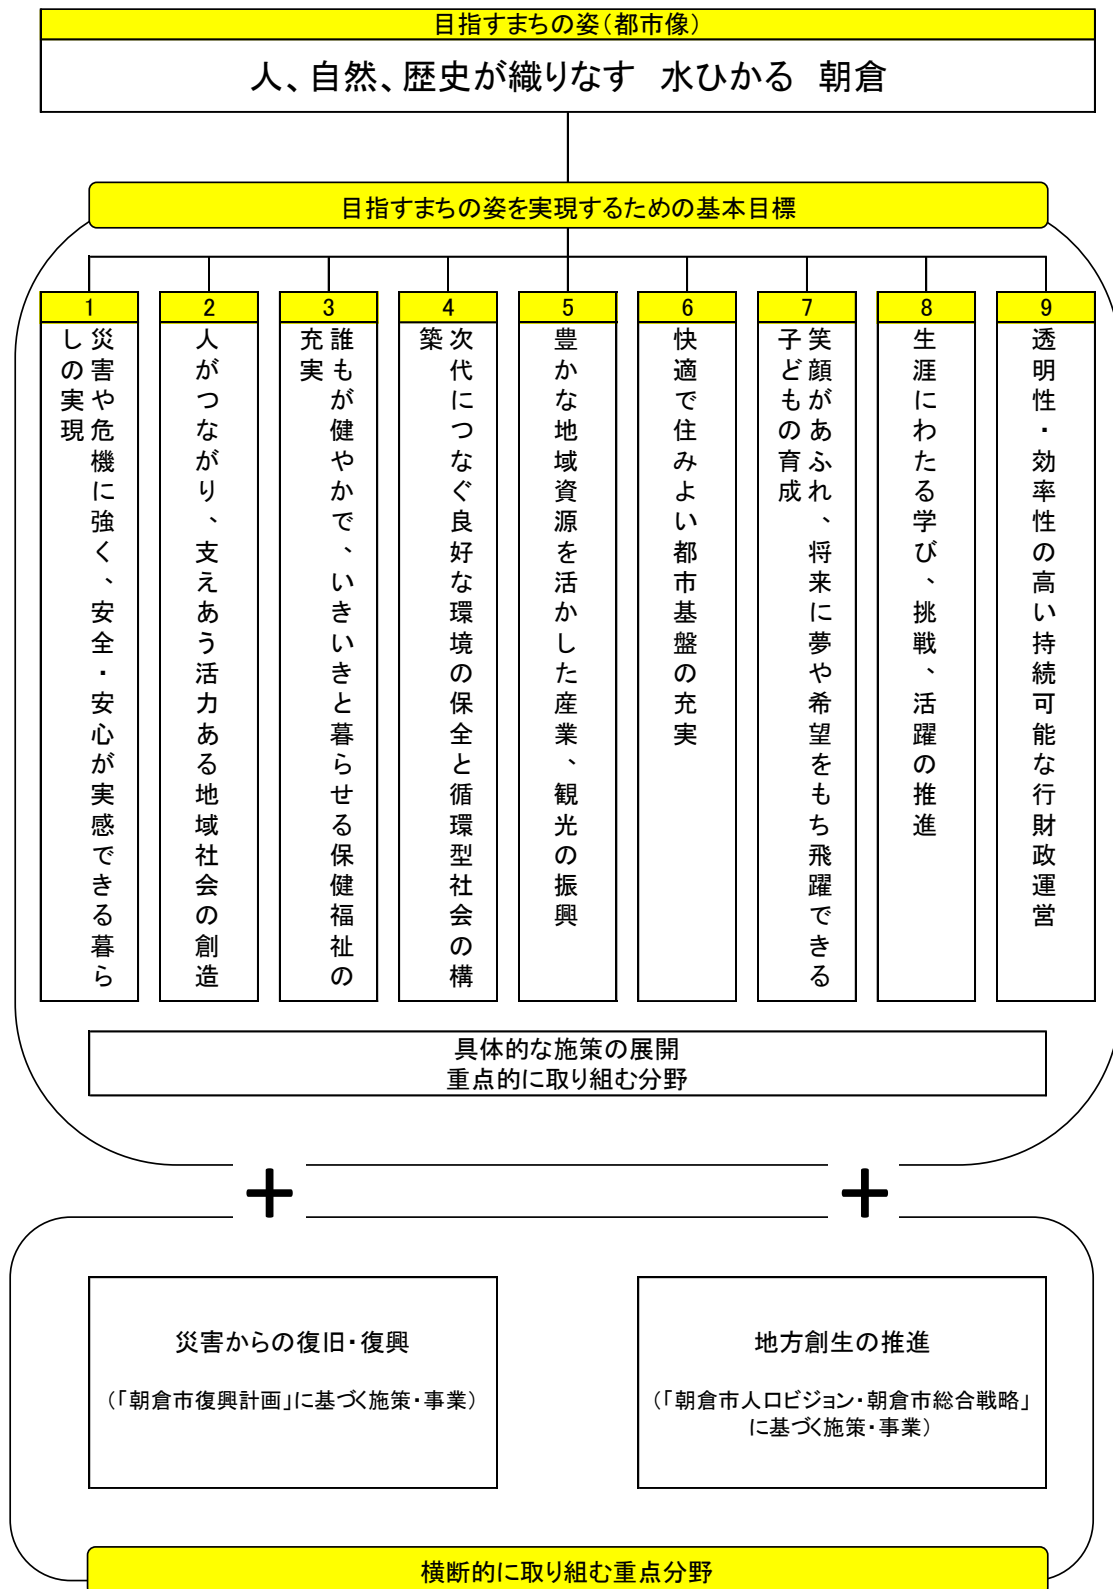 目指すまちの姿（都市像）
人、自然、歴史が織りなす　水ひかる　朝倉
目指すまちの姿を実現するための基本目標
1
災害や危機に強く、安全・安心が実感できる暮ら
しの実現
2
人がつながり、支えあう活力ある地域社会の創造
3
誰もが健やかで、いきいきと暮らせる保健福祉の
充実
4
次代につなぐ良好な環境の保全と循環型社会の構
築
5
豊かな地域資源を活かした産業、観光の振興
6
快適で住みよい都市基盤の充実
7
笑顔があふれ、将来に夢や希望をもち飛躍できる
子どもの育成
8
生涯にわたる学び、挑戦、活躍の推進
9
透明性・効率性の高い持続可能な行財政運営
具体的な施策の展開
重点的に取り組む分野
+
+
災害からの復旧・復興
（「朝倉市復興計画」に基づく施策・事業）
地方創生の推進
（「朝倉市人口ビジョン・朝倉市総合戦略」
に基づく施策・事業）
横断的に取り組む重点分野